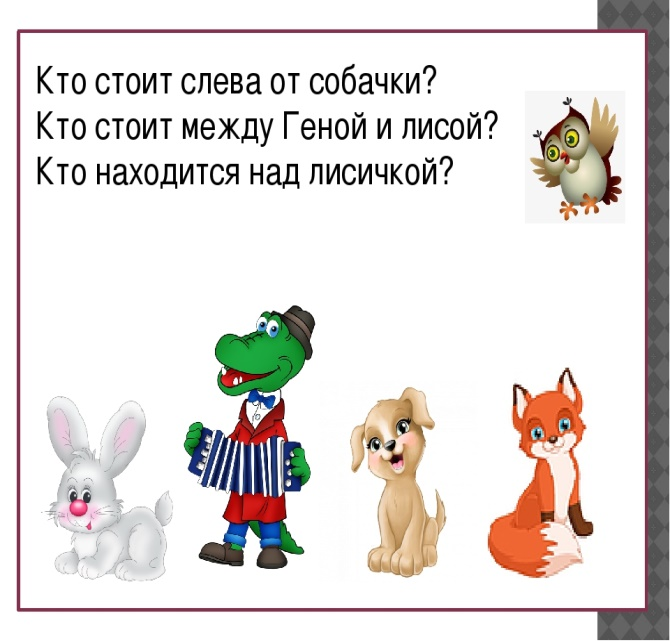 Кто стоит слева от собачки?
Кто стоит между Геной и лисой?
Кто находится над лисичкой?